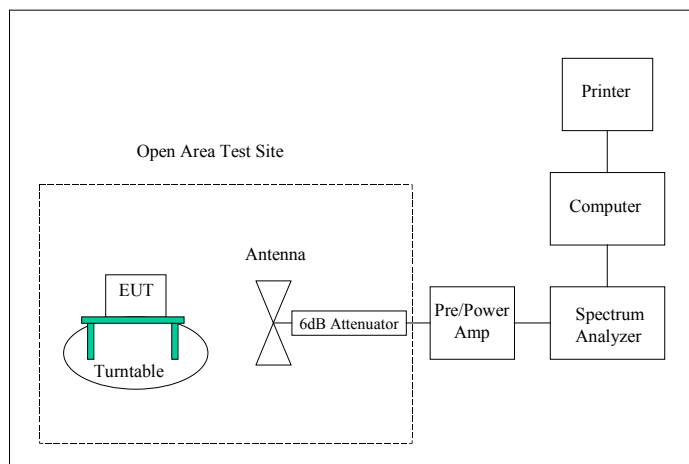 Printer
Open Area Test Site
Computer
Antenna
EUT
6dB Attenuator
Pre/Power
Amp
Spectrum
Analyzer
Turntable